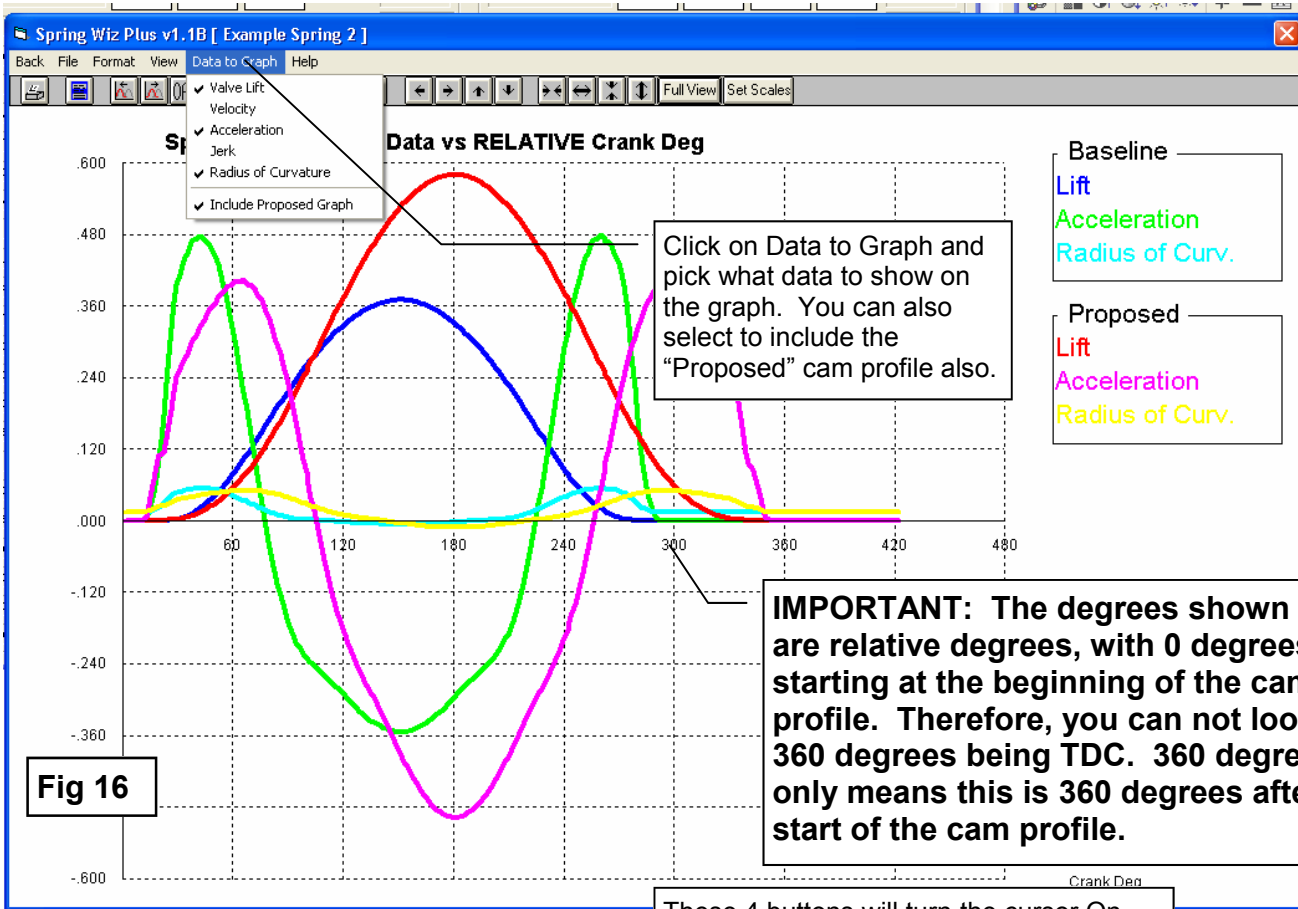 Spring Wiz Plus v1.1B [ Example Spring 2 ]
Back File Format View Data to Graph Help
Full View Set Scales
Valve Lift
Velocity
Acceleration
Jerk
Radius of Curvature
Include Proposed Graph
Data vs RELATIVE Crank Deg
.600
.480
.360
.240
.120
.000
-.120
-.240
-.360
-.600
60 120 180 240 300 360 420 480
Crank Deg
Baseline
Lift
Acceleration
Radius of Curv.
Proposed
Lift
Acceleration
Radius of Curv.
Click on Data to Graph and
pick what data to show on
the graph. You can also
select to include the
“Proposed” cam profile also.
IMPORTANT: The degrees shown
are relative degrees, with 0 degrees
starting at the beginning of the cam
profile. Therefore, you can not loo
360 degrees being TDC. 360 degre
only means this is 360 degrees afte
start of the cam profile.
Fig 16
These 4 buttons will turn the cursor On